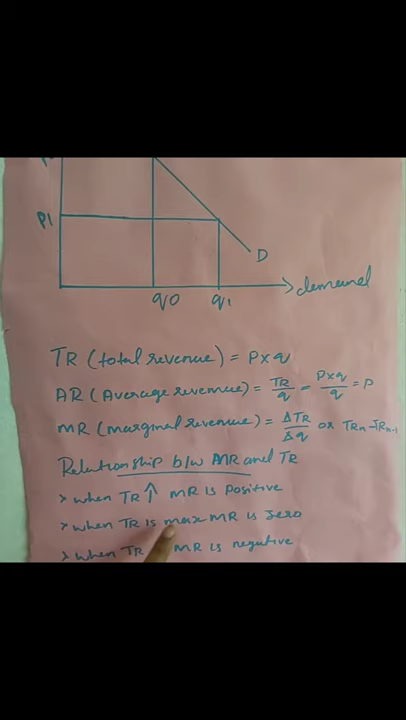 P1
D
demand
q0 q1
TR (total revenue) = P×q
AR (Average revenue) = TR/q = P×q/q = P
MR (marginal revenue) = ΔTR/Δq or TRn-TRn-1
Relationship b/w MR and TR
> when TR ↑ MR is positive
> when TR is max MR is zero
> when TR MR is negative